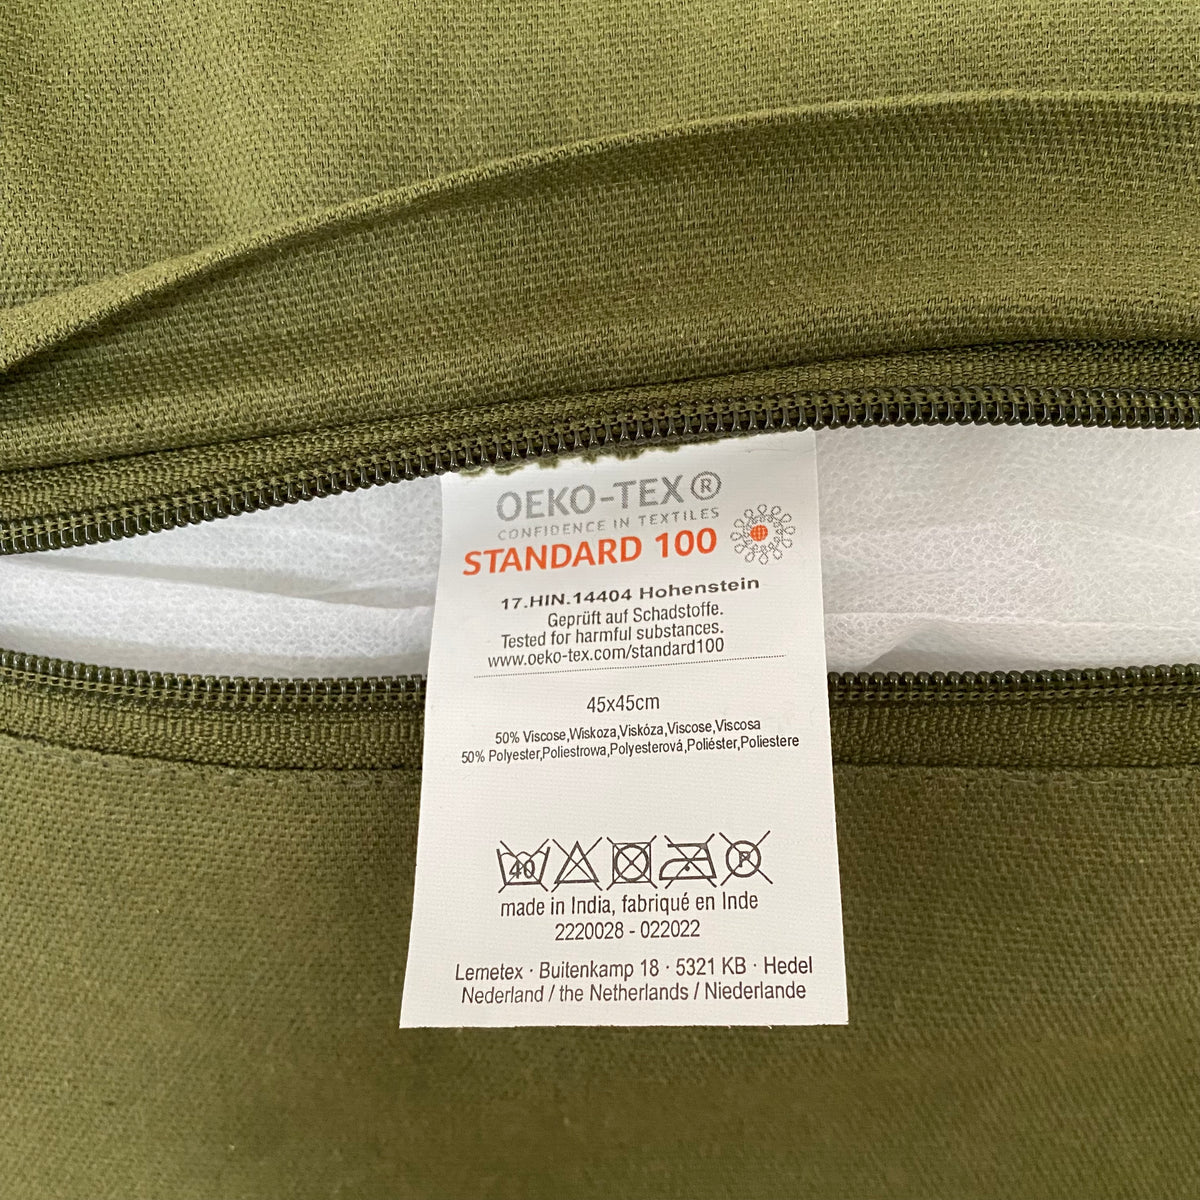 OEKO-TEX®
CONFIDENCE IN TEXTILES
STANDARD 100
17.HIN.14404 Hohenstein
Geprüft auf Schadstoffe.
Tested for harmful substances.
www.oeko-tex.com/standard100
45x45cm
50% Viscose,Wiskoza,Viskóza,Viscose,Viscosa
50% Polyester,Poliestrowa,Polyesterová,Poliéster,Poliestere
40 P
made in India, fabriqué en Inde
2220028 - 022022
Lemetex · Buitenkamp 18 · 5321 KB · Hedel
Nederland / the Netherlands / Niederlande